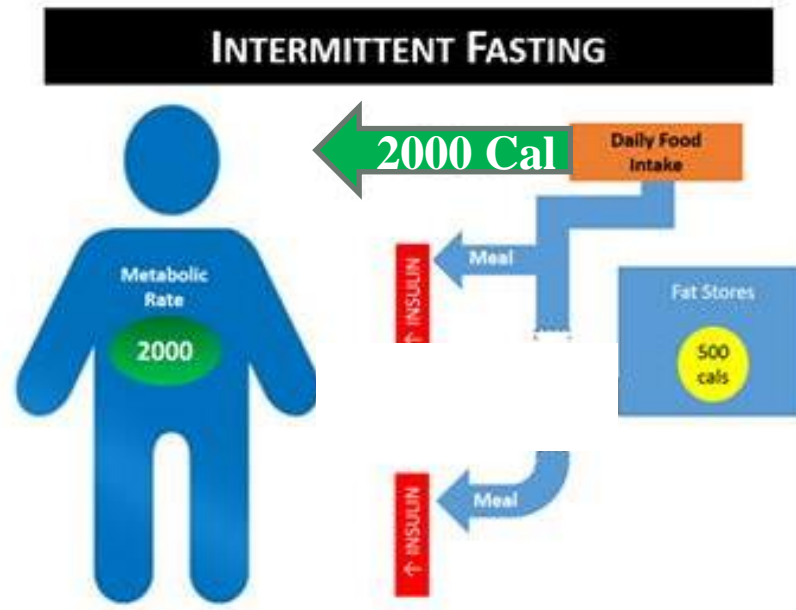 INTERMITTENT FASTING
2000 Cal
Daily Food
Intake
Meal
↑ INSULIN
Metabolic
Rate
2000
Fat Stores
500
cals
Meal
↑ INSULIN